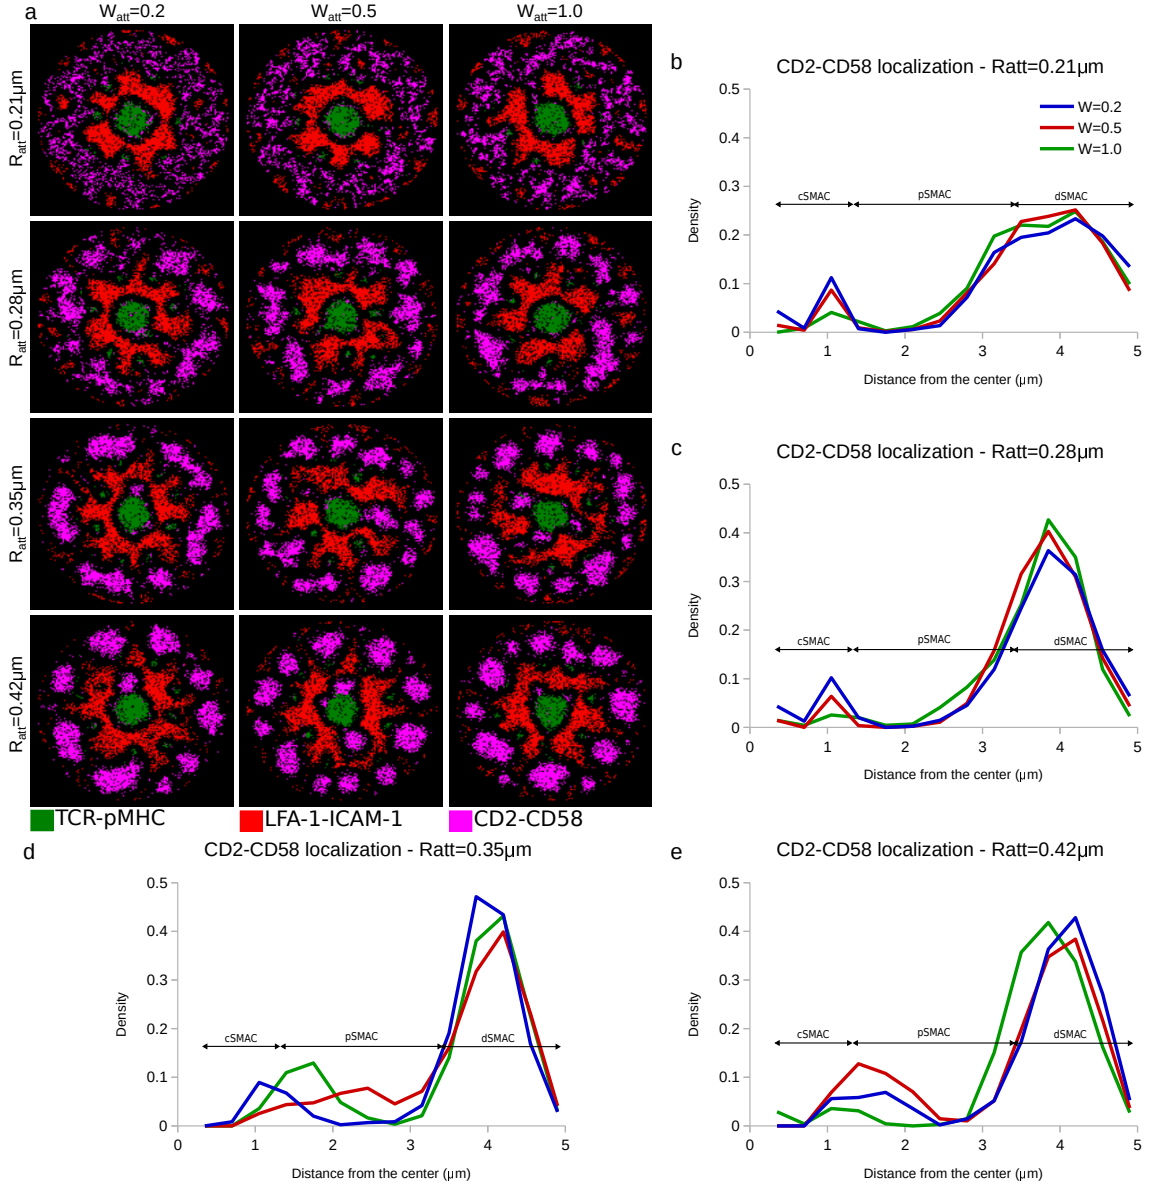 a
Watt=0.2
Watt=0.5
Watt=1.0
Ratt=0.21μm
Ratt=0.28μm
Ratt=0.35μm
Ratt=0.42μm
TCR-pMHC
LFA-1-ICAM-1
CD2-CD58
b
CD2-CD58 localization - Ratt=0.21μm
W=0.2
W=0.5
W=1.0
cSMAC
pSMAC
dSMAC
Density
0.5
0.4
0.3
0.2
0.1
0
0 1 2 3 4 5
Distance from the center (μm)
c
CD2-CD58 localization - Ratt=0.28μm
cSMAC
pSMAC
dSMAC
Density
0.5
0.4
0.3
0.2
0.1
0
0 1 2 3 4 5
Distance from the center (μm)
d
CD2-CD58 localization - Ratt=0.35μm
cSMAC
pSMAC
dSMAC
Density
0.5
0.4
0.3
0.2
0.1
0
0 1 2 3 4 5
Distance from the center (μm)
e
CD2-CD58 localization - Ratt=0.42μm
cSMAC
pSMAC
dSMAC
Density
0.5
0.4
0.3
0.2
0.1
0
0 1 2 3 4 5
Distance from the center (μm)